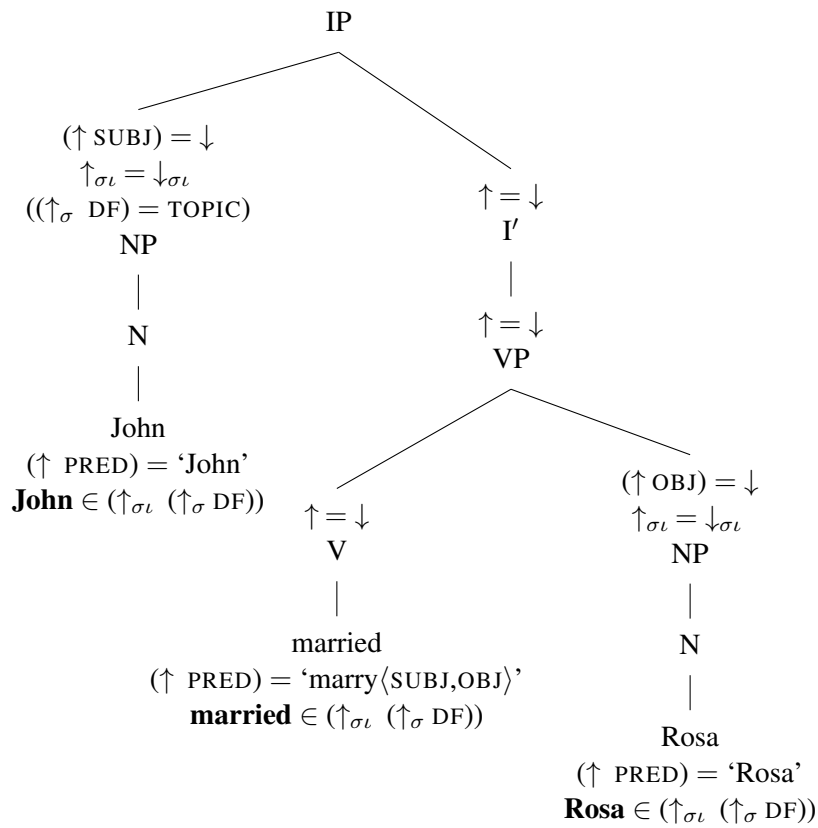 IP
(↑ SUBJ) = ↓
↑σι = ↓σι
((↑σ DF) = TOPIC)
NP
N
John
(↑ PRED) = ‘John’
John ∈ (↑σι (↑σ DF))
↑ = ↓
I′
↑ = ↓
VP
↑ = ↓
V
married
(↑ PRED) = ‘marry⟨SUBJ,OBJ⟩’
married ∈ (↑σι (↑σ DF))
(↑ OBJ) = ↓
↑σι = ↓σι
NP
N
Rosa
(↑ PRED) = ‘Rosa’
Rosa ∈ (↑σι (↑σ DF))